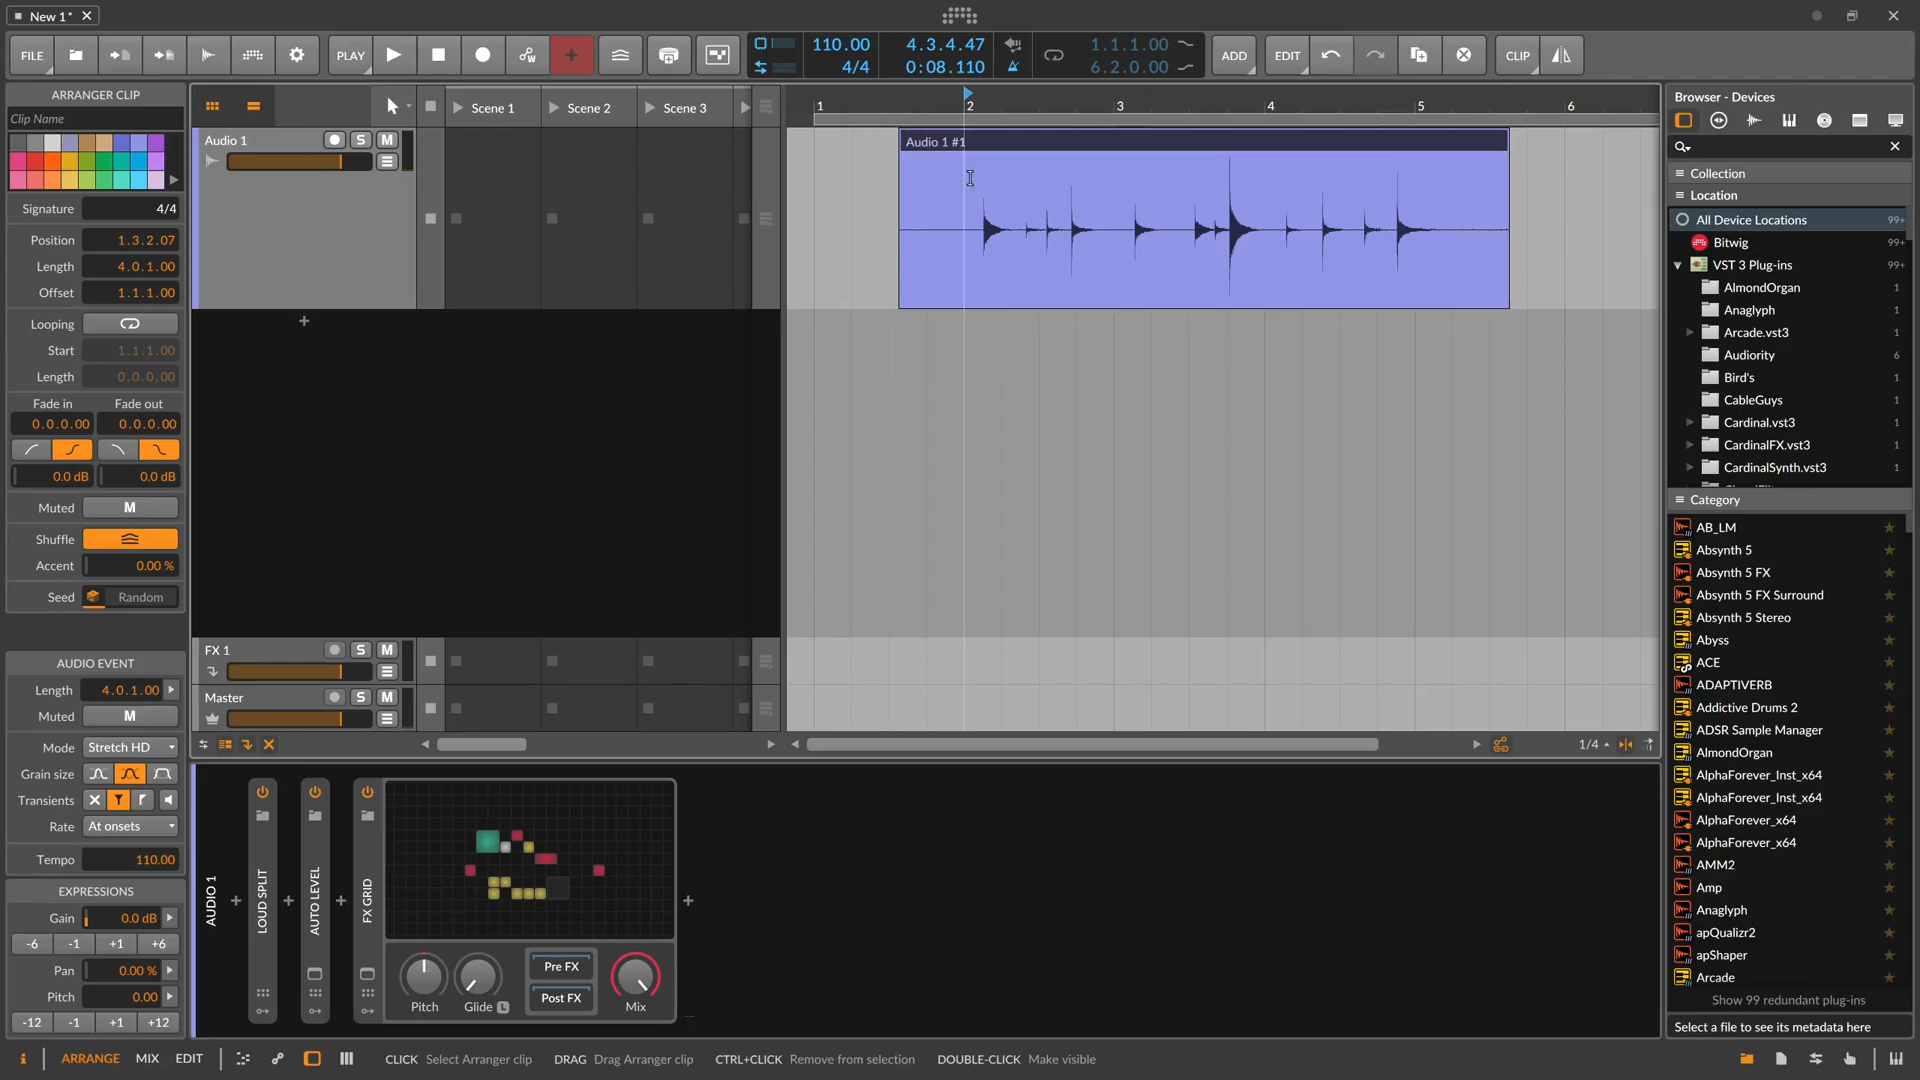 New 1*
FILE
PLAY
110.00
4/4
4.3.4.47
0:08.110
1.1.1.00
6.2.0.00
ADD
EDIT
CLIP
ARRANGER CLIP
Clip Name
Signature 4/4
Position 1.3.2.07
Length 4.0.1.00
Offset 1.1.1.00
Looping
Start 1.1.1.00
Length 0.0.0.00
Fade in Fade out
0.0.0.00 0.0.0.00
0.0 dB 0.0 dB
Muted M
Shuffle
Accent 0.00 %
Seed Random
AUDIO EVENT
Length 4.0.1.00
Muted M
Mode Stretch HD
Grain size
Transients
Rate At onsets
Tempo 110.00
EXPRESSIONS
Gain 0.0 dB
-6 -1 +1 +6
Pan 0.00 %
Pitch 0.00
-12 -1 +1 +12
Scene 1 Scene 2 Scene 3
Audio 1 S M
FX 1 S M
Master S M
1 2 3 4 5 6
Audio 1 #1
1/4
AUDIO 1
LOUD SPLIT
AUTO LEVEL
FX GRID
Pitch
Glide L
Pre FX
Post FX
Mix
Browser - Devices
Collection
Location
All Device Locations 99+
Bitwig 99+
VST 3 Plug-ins 99+
AlmondOrgan 1
Anaglyph 1
Arcade.vst3 1
Audiority 6
Bird's 1
CableGuys 1
Cardinal.vst3 1
CardinalFX.vst3 1
CardinalSynth.vst3 1
Category
AB_LM
Absynth 5
Absynth 5 FX
Absynth 5 FX Surround
Absynth 5 Stereo
Abyss
ACE
ADAPTIVERB
Addictive Drums 2
ADSR Sample Manager
AlmondOrgan
AlphaForever_Inst_x64
AlphaForever_Inst_x64
AlphaForever_x64
AlphaForever_x64
AMM2
Amp
Anaglyph
apQualizr2
apShaper
Arcade
Show 99 redundant plug-ins
Select a file to see its metadata here
ARRANGE MIX EDIT
CLICK Select Arranger clip DRAG Drag Arranger clip CTRL+CLICK Remove from selection DOUBLE-CLICK Make visible